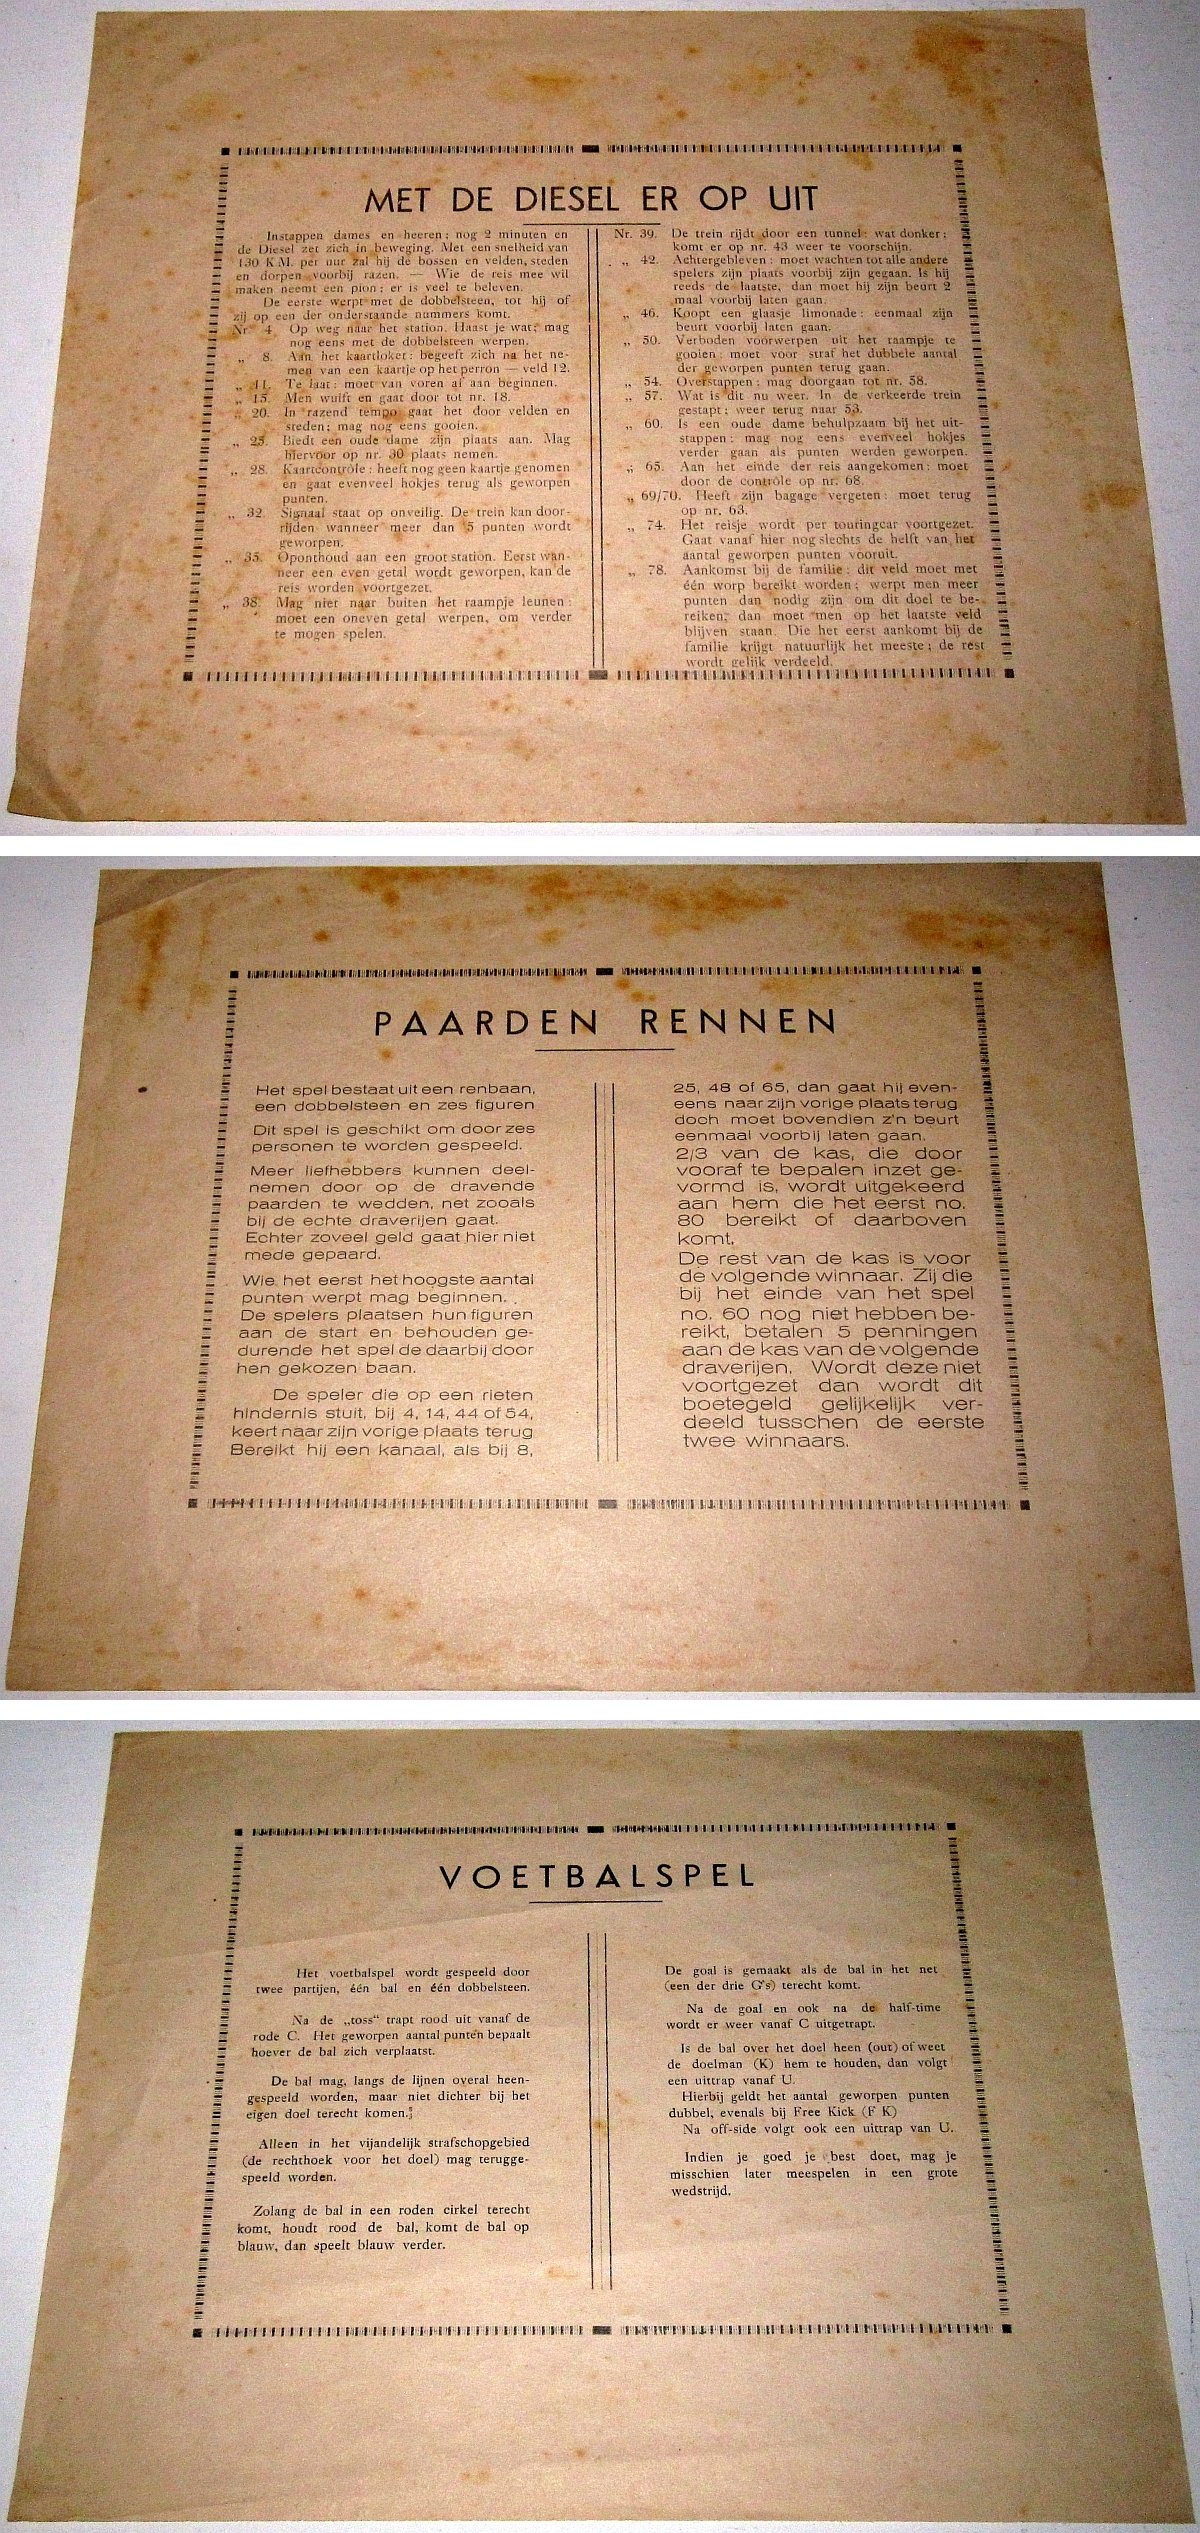 MET DE DIESEL ER OP UIT
Instappen dames en heeren; nog 2 minuten en
de Diesel zet zich in beweging. Met een snelheid van
130 K.M. per uur zal hij de bossen en velden, steden
en dorpen voorbij razen. — Wie de reis mee wil
maken neemt een pion; er is veel te beleven.
De eerste werpt met de dobbelsteen, tot hij of
zij op een der onderstaande nummers komt.
Nr. 4. Op weg naar het station. Haast je wat; mag
nog eens met de dobbelsteen werpen.
„ 8. Aan het kaartloket: begeeft zich na het ne-
men van een kaartje op het perron — veld 12.
„ 11. Te laat: moet van voren af aan beginnen.
„ 15. Men wuift en gaat door tot nr. 18.
„ 20. In razend tempo gaat het door velden en
steden; mag nog eens gooien.
„ 25. Biedt een oude dame zijn plaats aan. Mag
hiervoor op nr. 30 plaats nemen.
„ 28. Kaartcontrôle: heeft nog geen kaartje genomen
en gaat evenveel hokjes terug als geworpen
punten.
„ 32. Signaal staat op onveilig. De trein kan door-
rijden wanneer meer dan 5 punten wordt
geworpen.
„ 35. Oponthoud aan een groot station. Eerst wan-
neer een even getal wordt geworpen, kan de
reis worden voortgezet.
„ 38. Mag niet naar buiten het raampje leunen:
moet een oneven getal werpen, om verder
te mogen spelen.
Nr. 39. De trein rijdt door een tunnel: wat donker;
komt er op nr. 43 weer te voorschijn.
„ 42. Achtergebleven: moet wachten tot alle andere
spelers zijn plaats voorbij zijn gegaan. Is hij
reeds de laatste, dan moet hij zijn beurt 2
maal voorbij laten gaan.
„ 46. Koopt een glaasje limonade: eenmaal zijn
beurt voorbij laten gaan.
„ 50. Verboden voorwerpen uit het raampje te
gooien: moet voor straf het dubbele aantal
der geworpen punten terug gaan.
„ 54. Overstappen: mag doorgaan tot nr. 58.
„ 57. Wat is dit nu weer. In de verkeerde trein
gestapt; weer terug naar 53.
„ 60. Is een oude dame behulpzaam bij het uit-
stappen: mag nog eens evenveel hokjes
verder gaan als punten werden geworpen.
„ 65. Aan het einde der reis aangekomen: moet
door de contrôle op nr. 68.
„ 69/70. Heeft zijn bagage vergeten: moet terug
op nr. 63.
„ 74. Het reisje wordt per touringcar voortgezet.
Gaat vanaf hier nog slechts de helft van het
aantal geworpen punten vooruit.
„ 78. Aankomst bij de familie: dit veld moet met
één worp bereikt worden; werpt men meer
punten dan nodig zijn om dit doel te be-
reiken, dan moet men op het laatste veld
blijven staan. Die het eerst aankomt bij de
familie krijgt natuurlijk het meeste; de rest
wordt gelijk verdeeld.
PAARDEN RENNEN
Het spel bestaat uit een renbaan,
een dobbelsteen en zes figuren
Dit spel is geschikt om door zes
personen te worden gespeeld.
Meer liefhebbers kunnen deel-
nemen door op de dravende
paarden te wedden, net zooals
bij de echte draverijen gaat.
Echter zoveel geld gaat hier niet
mede gepaard.
Wie het eerst het hoogste aantal
punten werpt mag beginnen.
De spelers plaatsen hun figuren
aan de start en behouden ge-
durende het spel de daarbij door
hen gekozen baan.
De speler die op een rieten
hindernis stuit, bij 4, 14, 44 of 54,
keert naar zijn vorige plaats terug
Bereikt hij een kanaal, als bij 8,
25, 48 of 65, dan gaat hij even-
eens naar zijn vorige plaats terug
doch moet bovendien z'n beurt
eenmaal voorbij laten gaan.
2/3 van de kas, die door
vooraf te bepalen inzet ge-
vormd is, wordt uitgekeerd
aan hem die het eerst no.
80 bereikt of daarboven
komt,
De rest van de kas is voor
de volgende winnaar. Zij die
bij het einde van het spel
no. 60 nog niet hebben be-
reikt, betalen 5 penningen
aan de kas van de volgende
draverijen. Wordt deze niet
voortgezet dan wordt dit
boetegeld gelijkelijk ver-
deeld tusschen de eerste
twee winnaars.
VOETBALSPEL
Het voetbalspel wordt gespeeld door
twee partijen, één bal en één dobbelsteen.
Na de „toss“ trapt rood uit vanaf de
rode C. Het geworpen aantal punten bepaalt
hoever de bal zich verplaatst.
De bal mag, langs de lijnen overal heen-
gespeeld worden, maar niet dichter bij het
eigen doel terecht komen.
Alleen in het vijandelijk strafschopgebied
(de rechthoek voor het doel) mag terugge-
speeld worden.
Zolang de bal in een roden cirkel terecht
komt, houdt rood de bal, komt de bal op
blauw, dan speelt blauw verder.
De goal is gemaakt als de bal in het net
(een der drie G's) terecht komt.
Na de goal en ook na de half-time
wordt er weer vanaf C uitgetrapt.
Is de bal over het doel heen (out) of weet
de doelman (K) hem te houden, dan volgt
een uittrap vanaf U.
Hierbij geldt het aantal geworpen punten
dubbel, evenals bij Free Kick (F K)
Na off-side volgt ook een uittrap van U.
Indien je goed je best doet, mag je
misschien later meespelen in een grote
wedstrijd.